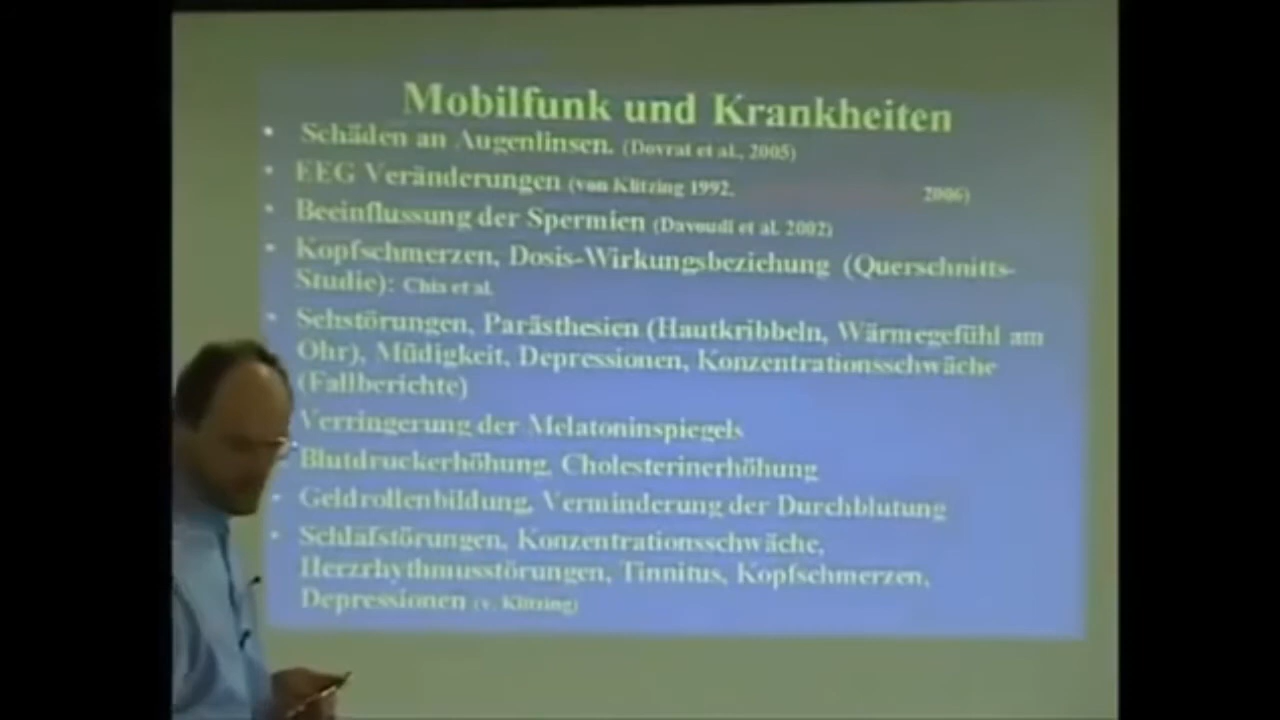 Mobilfunk und Krankheiten
• Schäden an Augenlinsen. (Dovrat et al., 2005)
• EEG Veränderungen (von Klitzing 1992, 2006)
• Beeinflussung der Spermien (Davoudi et al. 2002)
• Kopfschmerzen, Dosis-Wirkungsbeziehung (Querschnitts-
Studie): Chia et al.
• Sehstörungen, Parästhesien (Hautkribbeln, Wärmegefühl am
Ohr), Müdigkeit, Depressionen, Konzentrationsschwäche
(Fallberichte)
Verringerung der Melatoninspiegels
Blutdruckerhöhung, Cholesterinerhöhung
• Geldrollenbildung, Verminderung der Durchblutung
• Schlafstörungen, Konzentrationsschwäche,
Herzrhythmusstörungen, Tinnitus, Kopfschmerzen,
Depressionen (v. Klitzing)